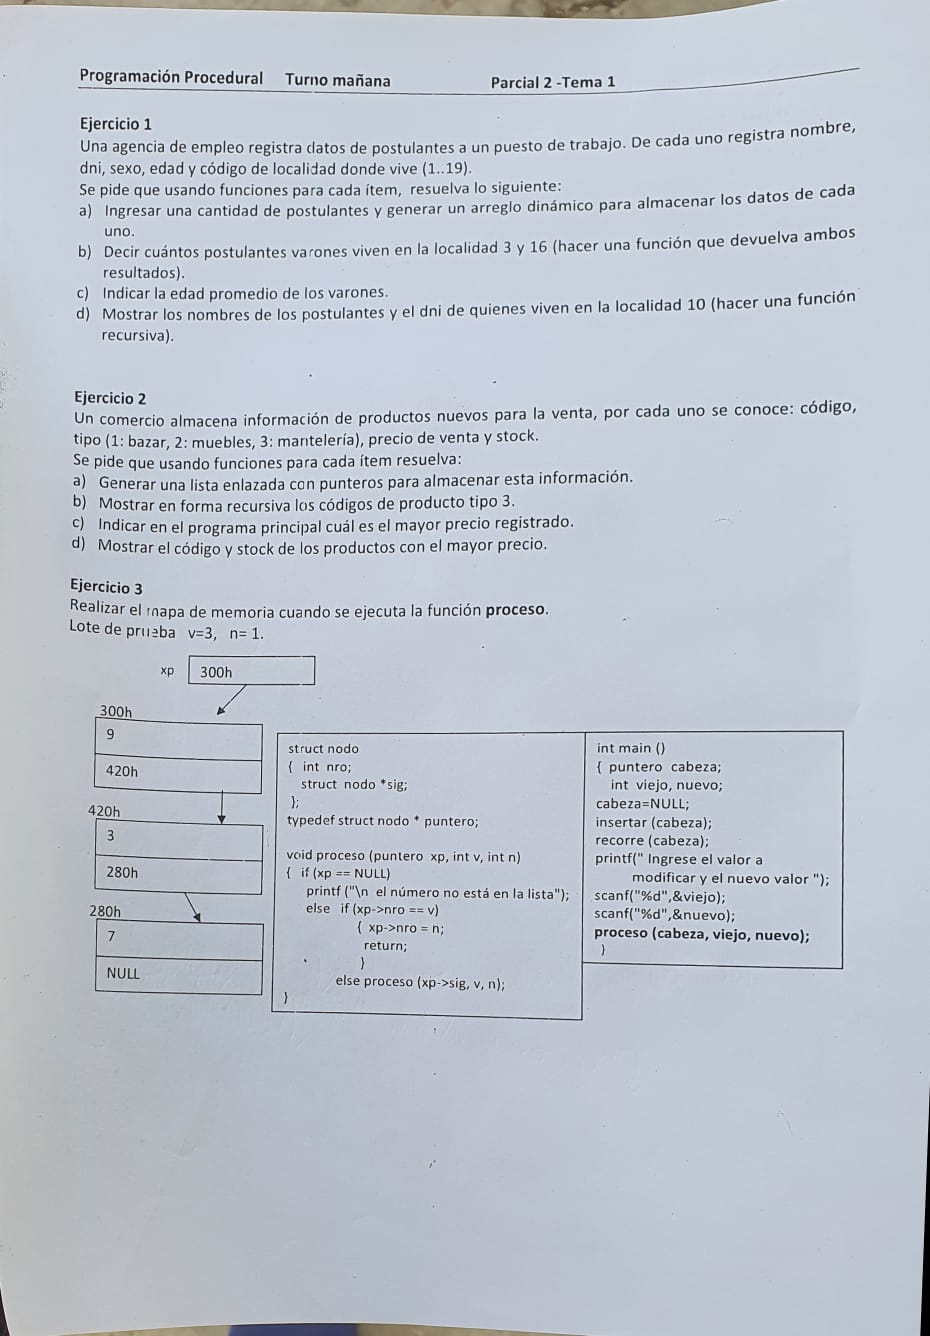 Programación Procedural Turno mañana Parcial 2 -Tema 1
Ejercicio 1
Una agencia de empleo registra datos de postulantes a un puesto de trabajo. De cada uno registra nombre,
dni, sexo, edad y código de localidad donde vive (1..19).
Se pide que usando funciones para cada ítem, resuelva lo siguiente:
a) Ingresar una cantidad de postulantes y generar un arreglo dinámico para almacenar los datos de cada
uno.
b) Decir cuántos postulantes varones viven en la localidad 3 y 16 (hacer una función que devuelva ambos
resultados).
c) Indicar la edad promedio de los varones.
d) Mostrar los nombres de los postulantes y el dni de quienes viven en la localidad 10 (hacer una función
recursiva).
Ejercicio 2
Un comercio almacena información de productos nuevos para la venta, por cada uno se conoce: código,
tipo (1: bazar, 2: muebles, 3: mantelería), precio de venta y stock.
Se pide que usando funciones para cada ítem resuelva:
a) Generar una lista enlazada con punteros para almacenar esta información.
b) Mostrar en forma recursiva los códigos de producto tipo 3.
c) Indicar en el programa principal cuál es el mayor precio registrado.
d) Mostrar el código y stock de los productos con el mayor precio.
Ejercicio 3
Realizar el mapa de memoria cuando se ejecuta la función proceso.
Lote de prueba v=3, n= 1.
xp 300h
300h
9
420h
420h
3
280h
280h
7
NULL
struct nodo
{ int nro;
struct nodo *sig;
};
typedef struct nodo * puntero;
void proceso (puntero xp, int v, int n)
{ if (xp == NULL)
printf ("\n el número no está en la lista");
else if (xp->nro == v)
{ xp->nro = n;
return;
}
else proceso (xp->sig, v, n);
}
int main ()
{ puntero cabeza;
int viejo, nuevo;
cabeza=NULL;
insertar (cabeza);
recorre (cabeza);
printf(" Ingrese el valor a
modificar y el nuevo valor ");
scanf("%d",&viejo);
scanf("%d",&nuevo);
proceso (cabeza, viejo, nuevo);
}